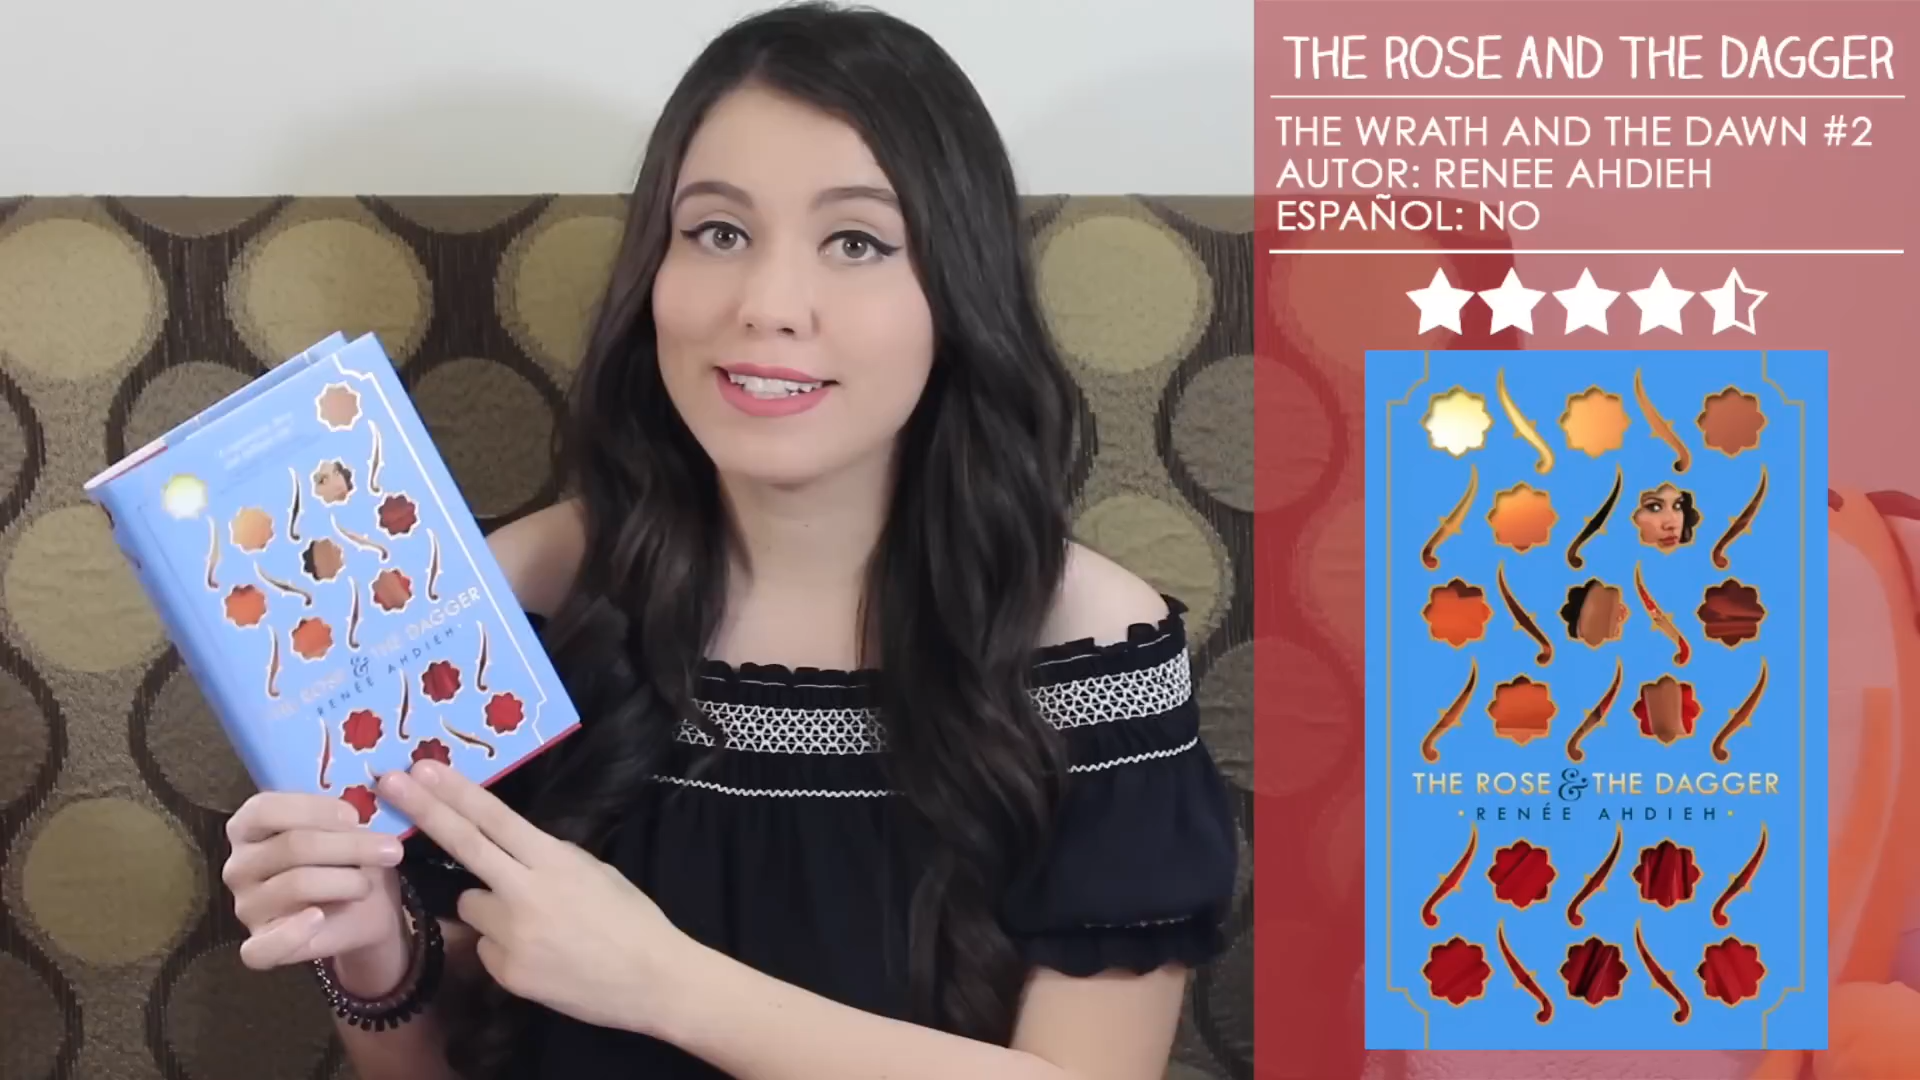 THE ROSE AND THE DAGGER
THE WRATH AND THE DAWN #2
AUTOR: RENEE AHDIEH
ESPAÑOL: NO
THE ROSE & THE DAGGER
• RENÉE AHDIEH •
THE ROSE & THE DAGGER
• RENÉE AHDIEH •